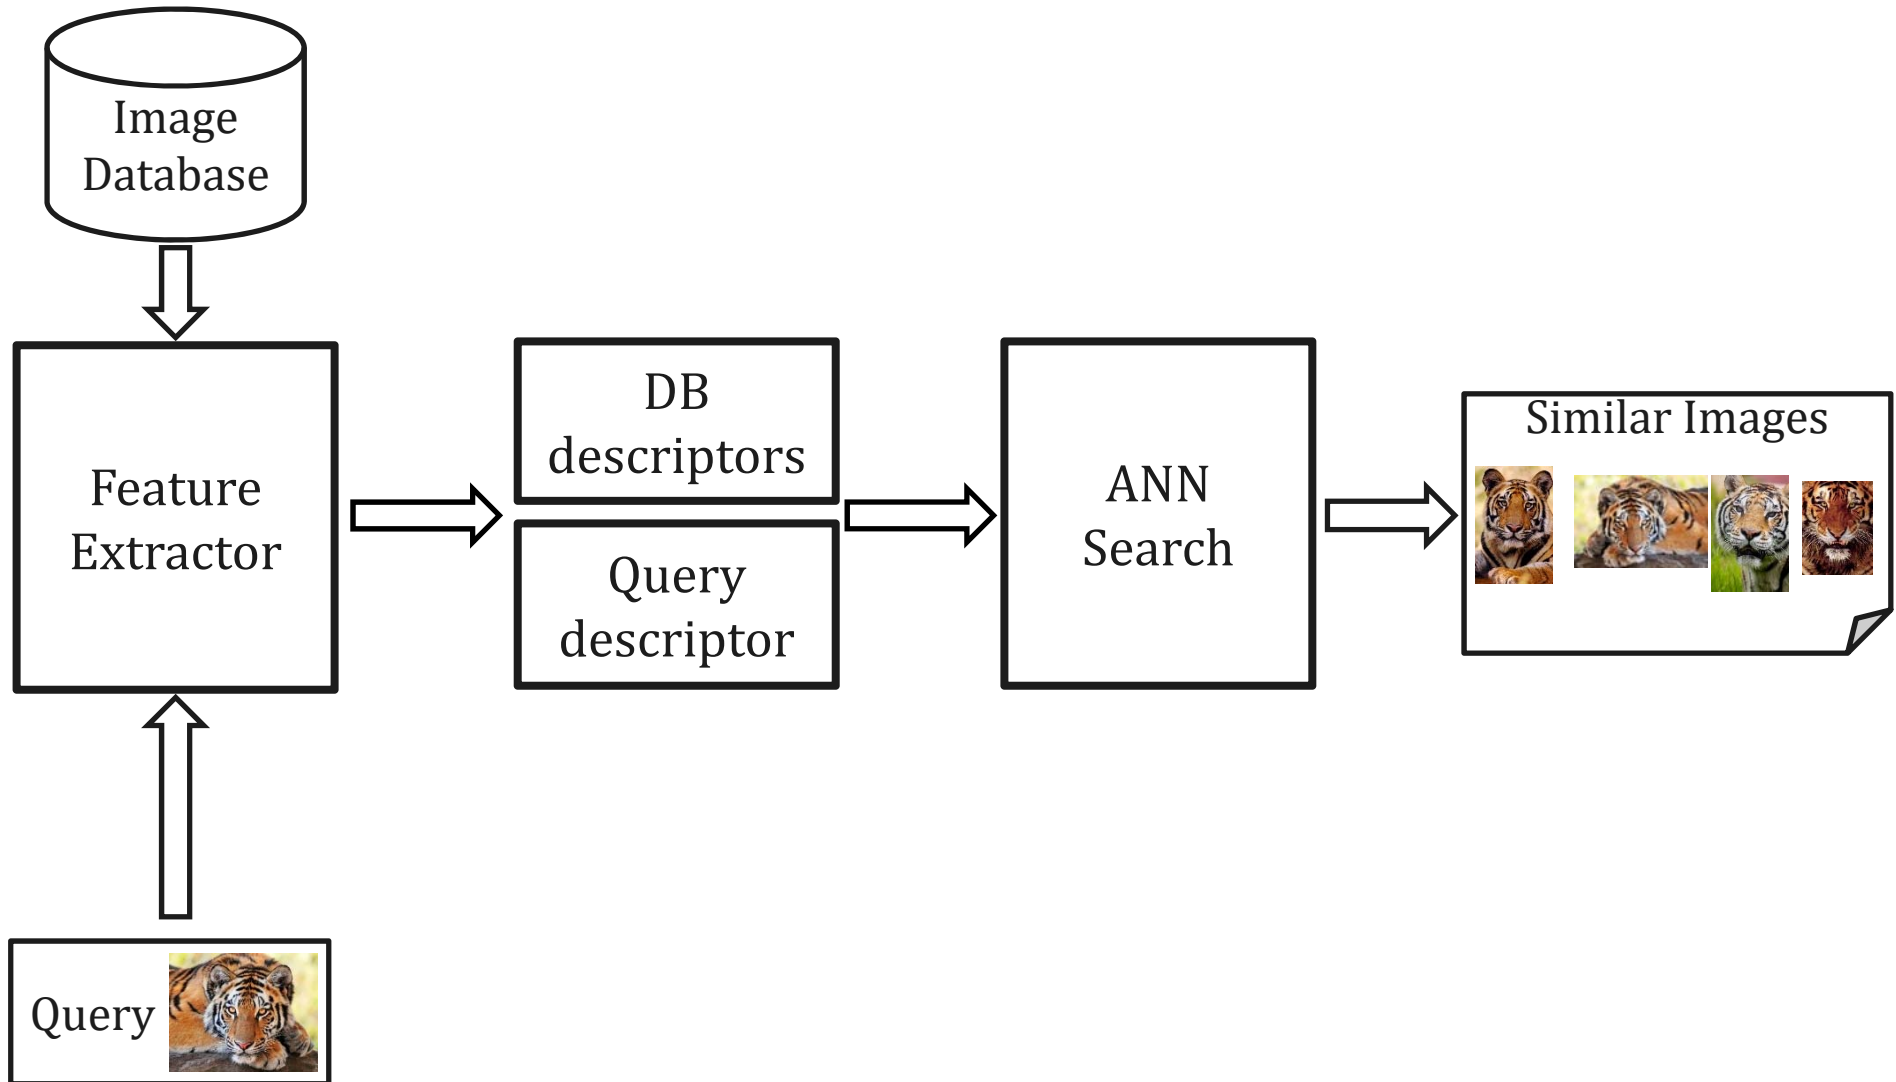 Image
Database
Feature
Extractor
DB
descriptors
Query
descriptor
ANN
Search
Similar Images
Query